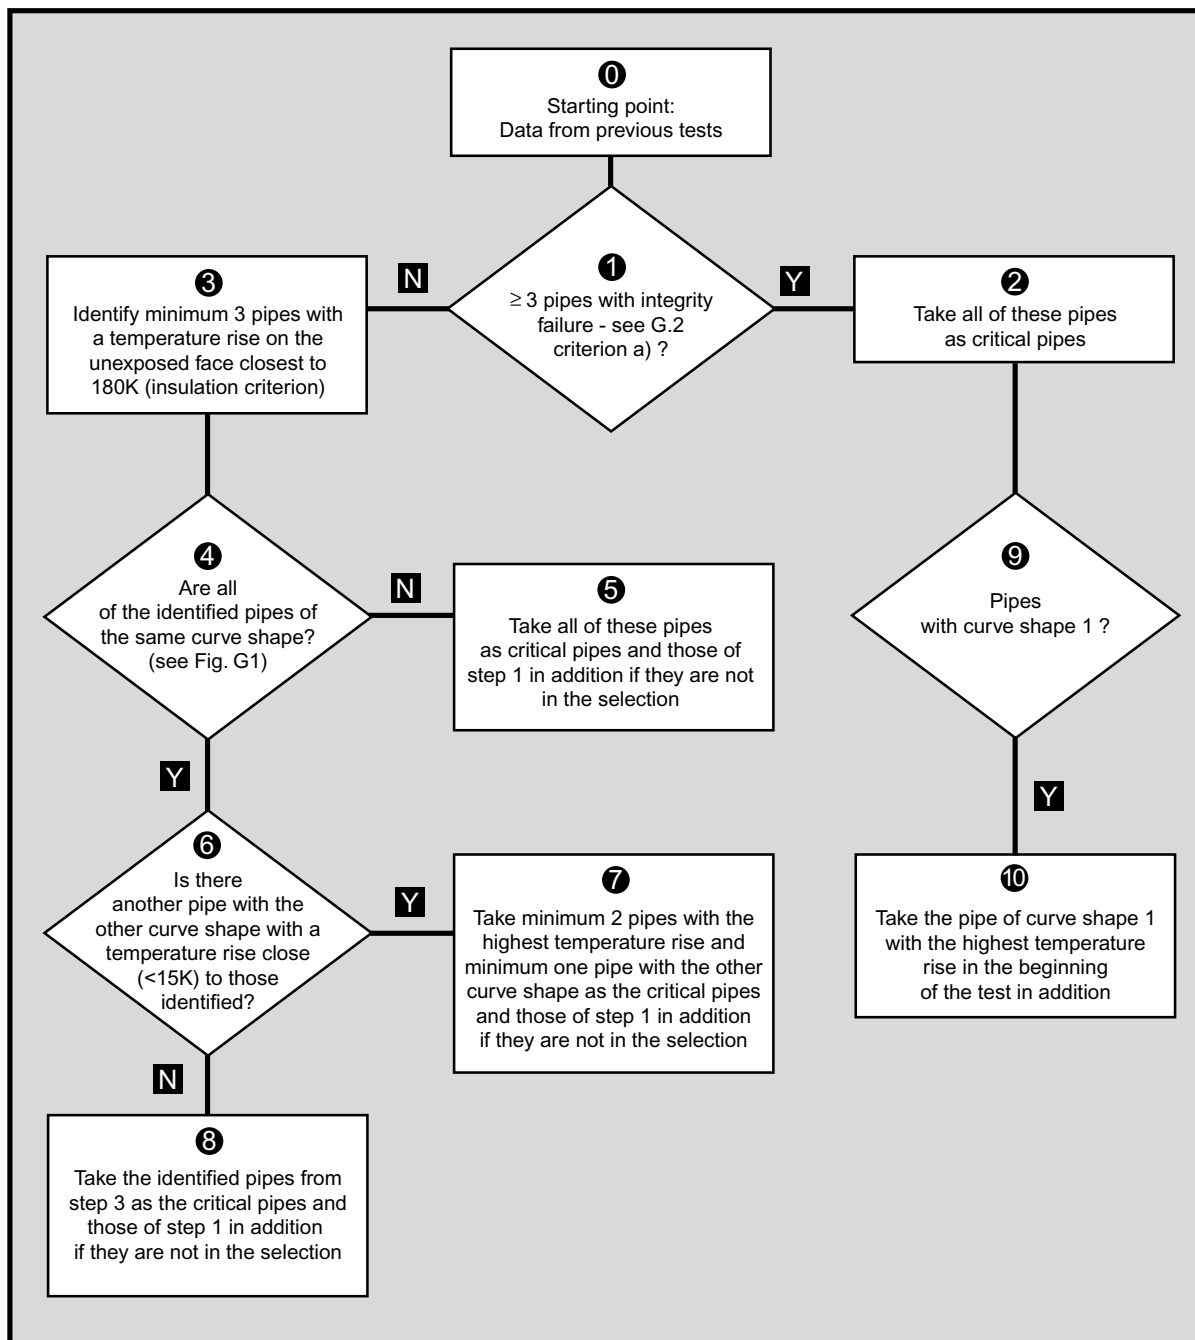 0
Starting point:
Data from previous tests
1
≥ 3 pipes with integrity
failure - see G.2
criterion a) ?
N
Y
3
Identify minimum 3 pipes with
a temperature rise on the
unexposed face closest to
180K (insulation criterion)
2
Take all of these pipes
as critical pipes
4
Are all
of the identified pipes of
the same curve shape?
(see Fig. G1)
N
5
Take all of these pipes
as critical pipes and those of
step 1 in addition if they are not
in the selection
9
Pipes
with curve shape 1 ?
Y
Y
6
Is there
another pipe with the
other curve shape with a
temperature rise close
(<15K) to those
identified?
Y
7
Take minimum 2 pipes with the
highest temperature rise and
minimum one pipe with the other
curve shape as the critical pipes
and those of step 1 in addition
if they are not in the selection
10
Take the pipe of curve shape 1
with the highest temperature
rise in the beginning
of the test in addition
N
8
Take the identified pipes from
step 3 as the critical pipes and
those of step 1 in addition
if they are not in the selection